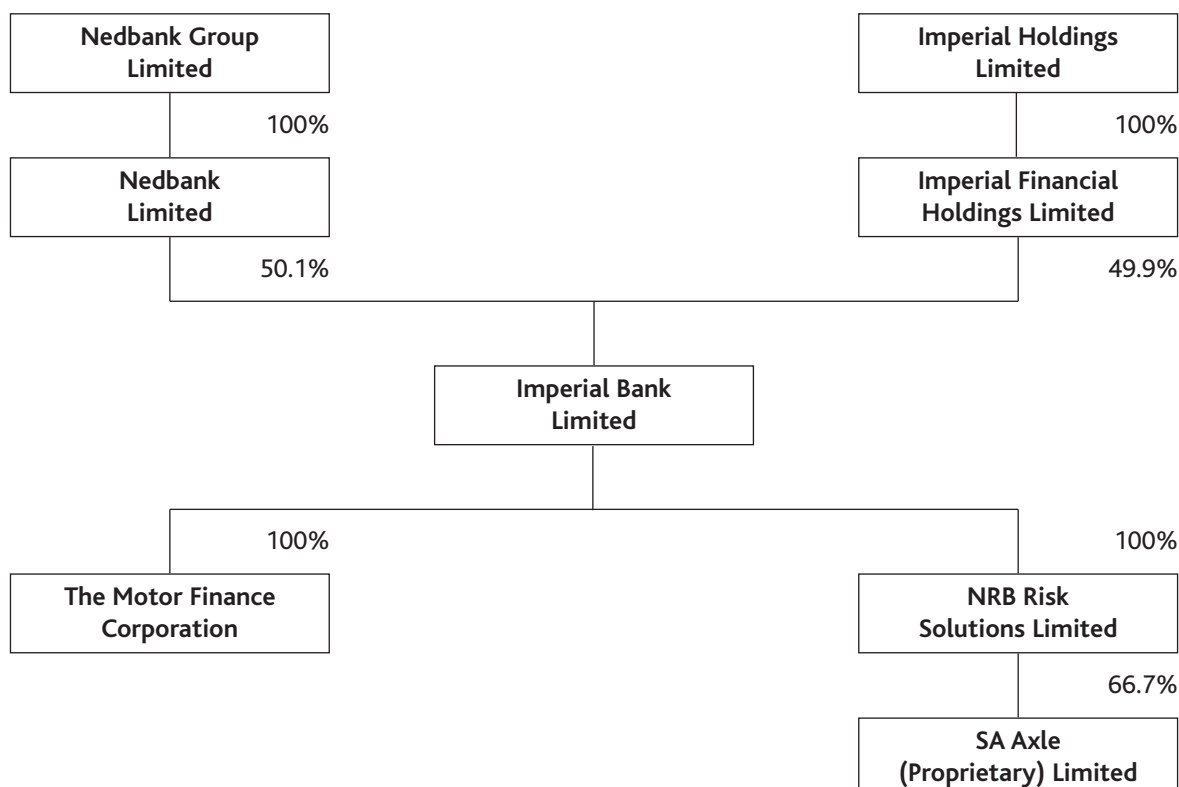 Nedbank Group
Limited
Imperial Holdings
Limited
100%
100%
Nedbank
Limited
Imperial Financial
Holdings Limited
50.1%
49.9%
Imperial Bank
Limited
100%
100%
The Motor Finance
Corporation
NRB Risk
Solutions Limited
66.7%
SA Axle
(Proprietary) Limited